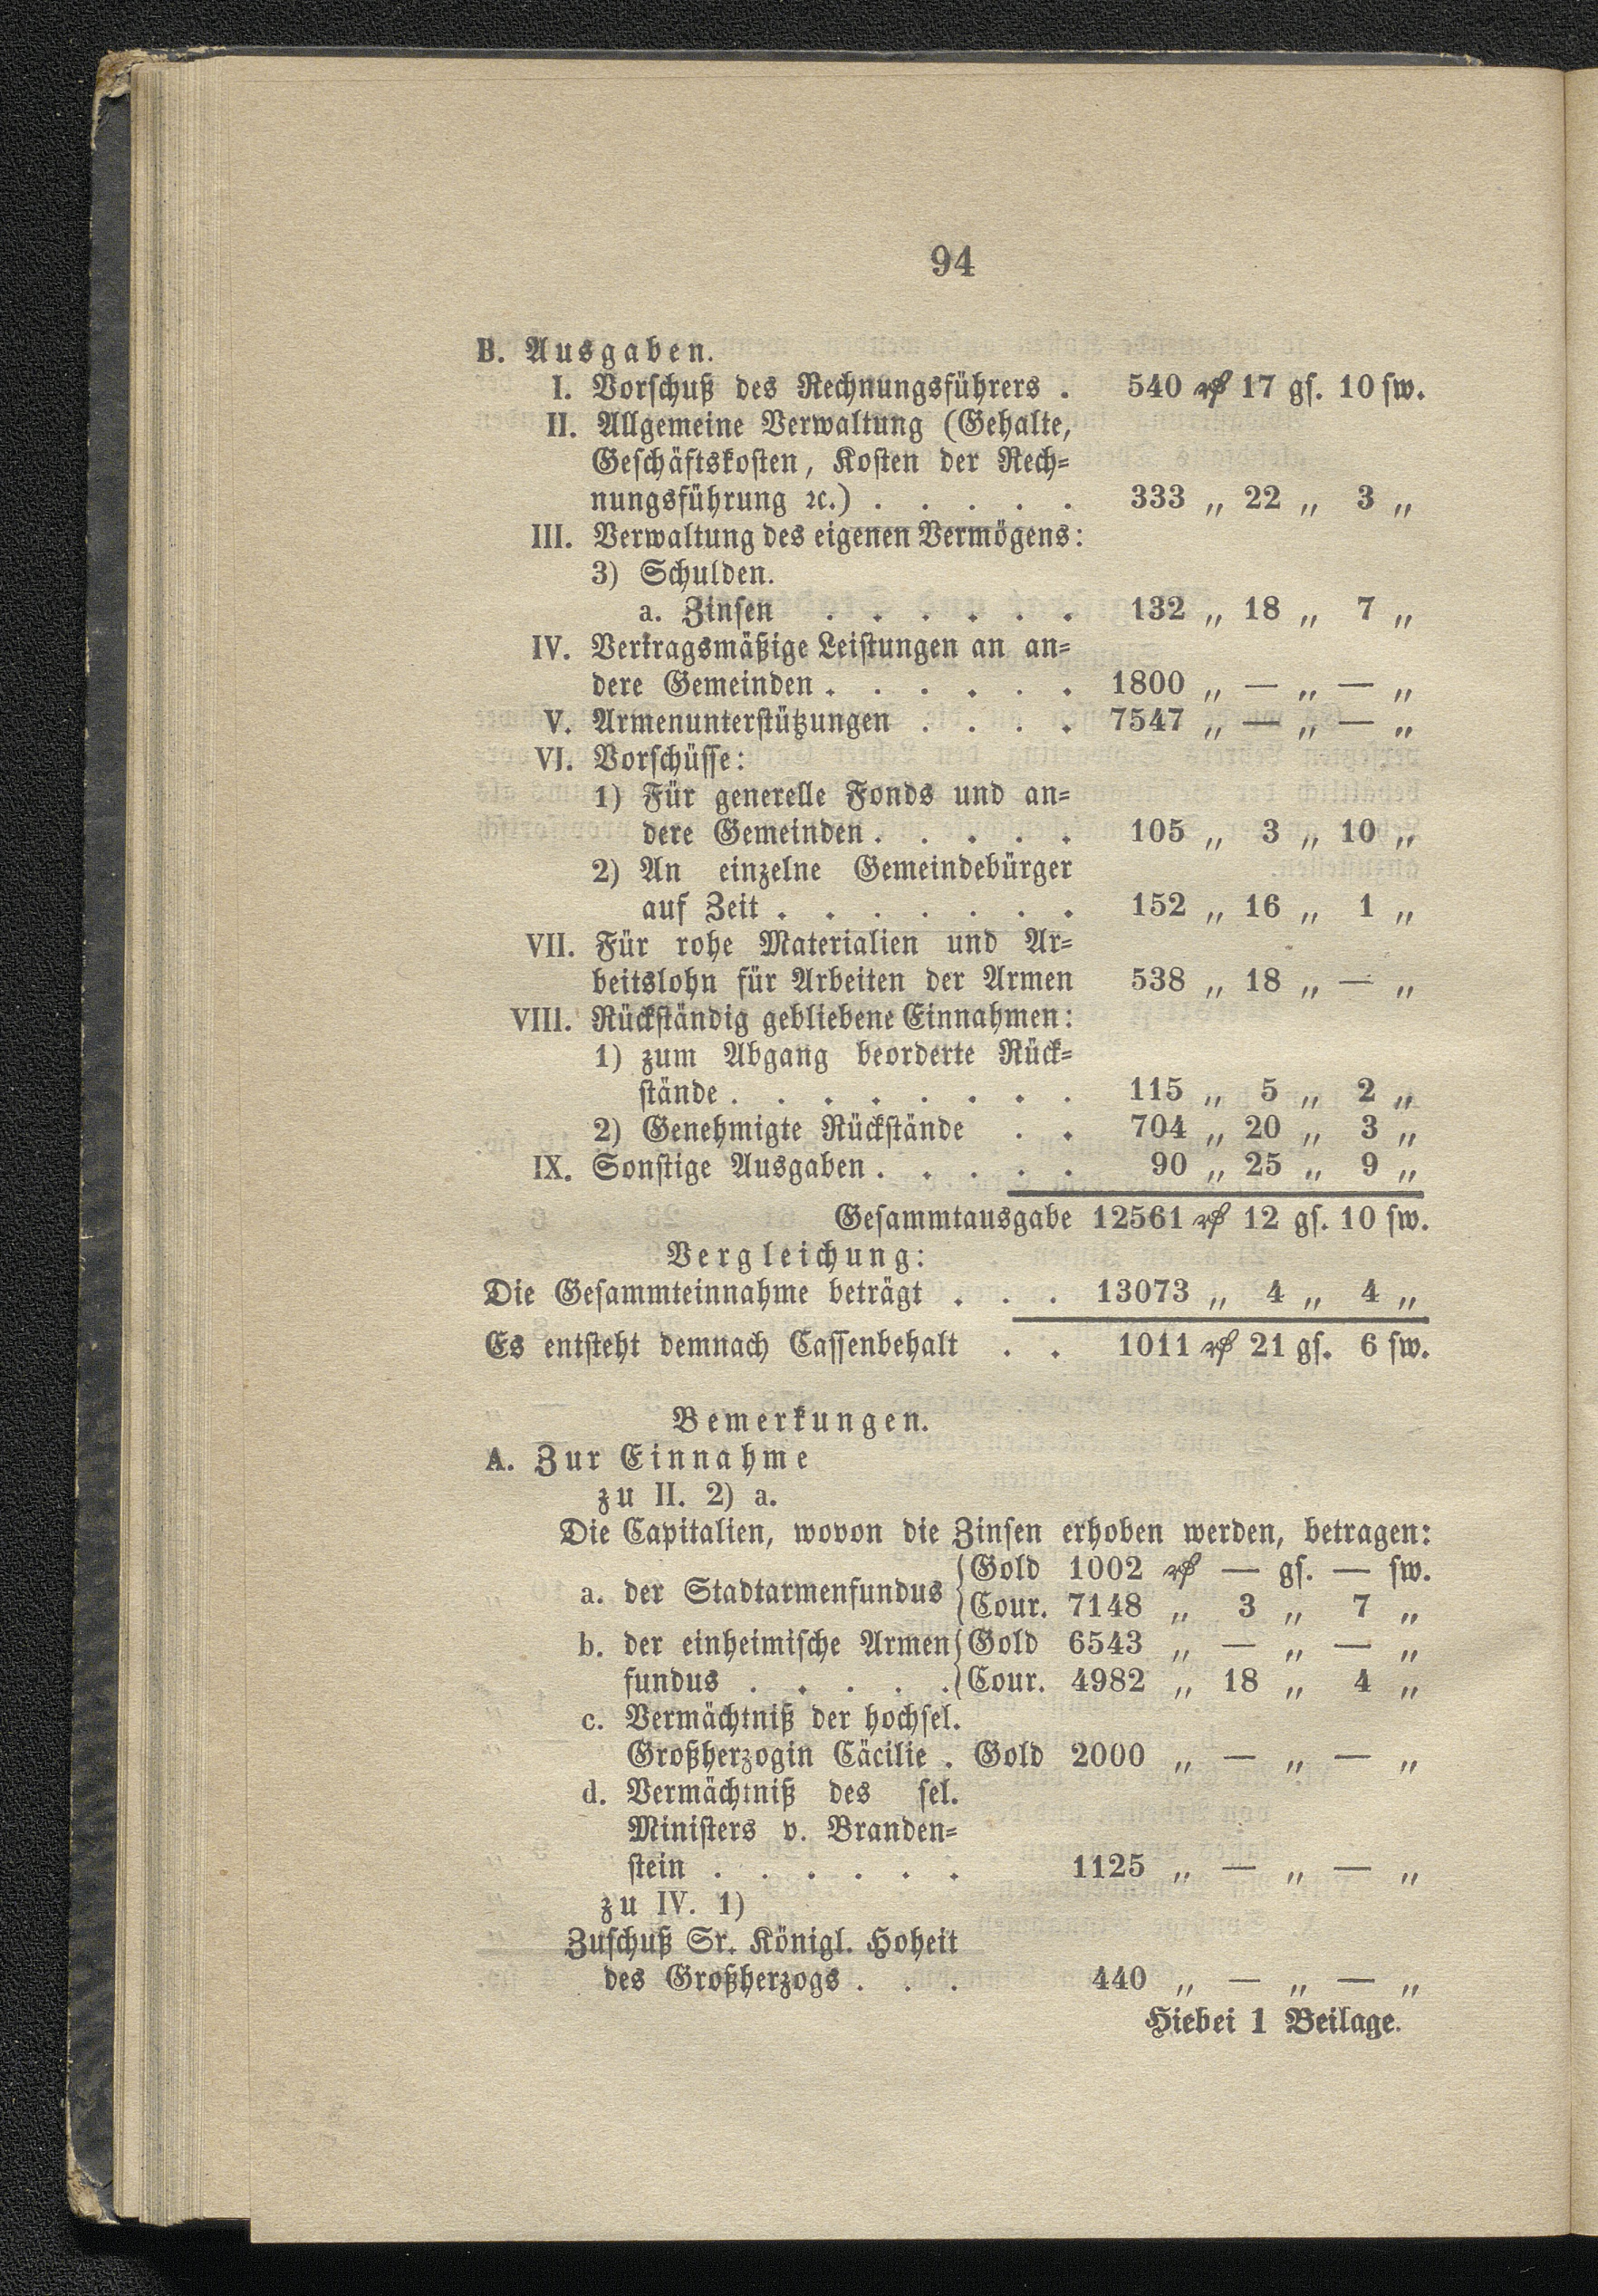 94
B. Ausgaben.
I. Vorschuß des Rechnungsführers . 540 ₰ 17 gs. 10 sw.
II. Allgemeine Verwaltung (Gehalte,
Geschäftskosten, Kosten der Rech-
nungsführung ꝛc.) . . . . . 333 „ 22 „ 3 „
III. Verwaltung des eigenen Vermögens:
3) Schulden.
a. Zinsen . . . . . . 132 „ 18 „ 7 „
IV. Vertragsmäßige Leistungen an an-
dere Gemeinden . . . . . . 1800 „ — „ — „
V. Armenunterstützungen . . . . 7547 „ — „ — „
VI. Vorschüsse:
1) Für generelle Fonds und an-
dere Gemeinden . . . . . 105 „ 3 „ 10 „
2) An einzelne Gemeindebürger
auf Zeit . . . . . . . 152 „ 16 „ 1 „
VII. Für rohe Materialien und Ar-
beitslohn für Arbeiten der Armen 538 „ 18 „ — „
VIII. Rückständig gebliebene Einnahmen:
1) zum Abgang beorderte Rück-
stände . . . . . . . . 115 „ 5 „ 2 „
2) Genehmigte Rückstände . . 704 „ 20 „ 3 „
IX. Sonstige Ausgaben . . . . . 90 „ 25 „ 9 „
Gesammtausgabe 12561 ₰ 12 gs. 10 sw.
Vergleichung:
Die Gesammteinnahme beträgt . . . 13073 „ 4 „ 4 „
Es entsteht demnach Cassenbehalt . . 1011 ₰ 21 gs. 6 sw.
Bemerkungen.
A. Zur Einnahme
zu II. 2) a.
Die Capitalien, wovon die Zinsen erhoben werden, betragen:
a. der Stadtarmenfundus { Gold 1002 ₰ — gs. — sw.
Cour. 7148 „ 3 „ 7 „
b. der einheimische Armen { Gold 6543 „ — „ — „
fundus . . . . . Cour. 4982 „ 18 „ 4 „
c. Vermächtniß der hochsel.
Großherzogin Cäcilie . Gold 2000 „ — „ — „
d. Vermächtniß des sel.
Ministers v. Branden-
stein . . . . . . 1125 „ — „ — „
zu IV. 1)
Zuschuß Sr. Königl. Hoheit
des Großherzogs . . . 440 „ — „ — „
Hiebei 1 Beilage.